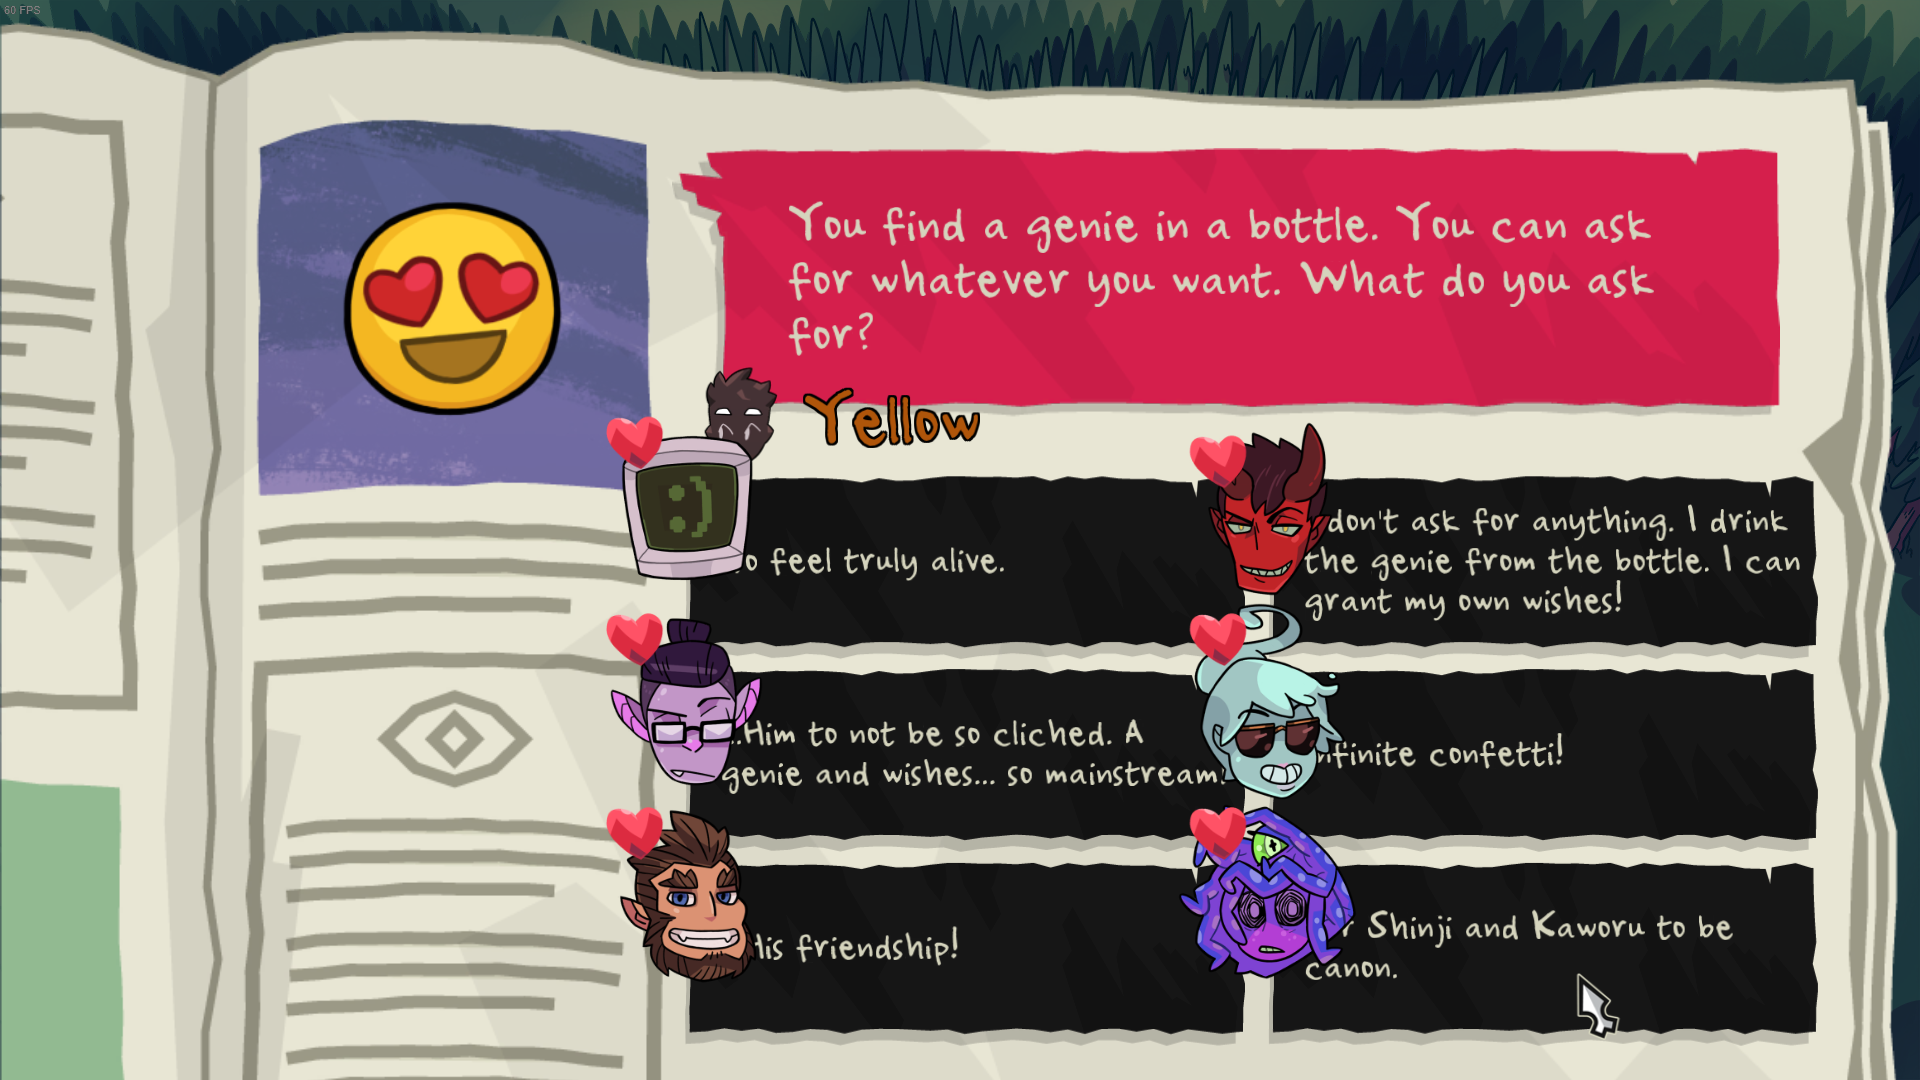 60 FPS
You find a genie in a bottle. You can ask
for whatever you want. What do you ask
for?
Yellow
:)
o feel truly alive.
don't ask for anything. I drink
the genie from the bottle. I can
grant my own wishes!
..Him to not be so cliched. A
genie and wishes... so mainstream!
nfinite confetti!
His friendship!
r Shinji and Kaworu to be
canon.